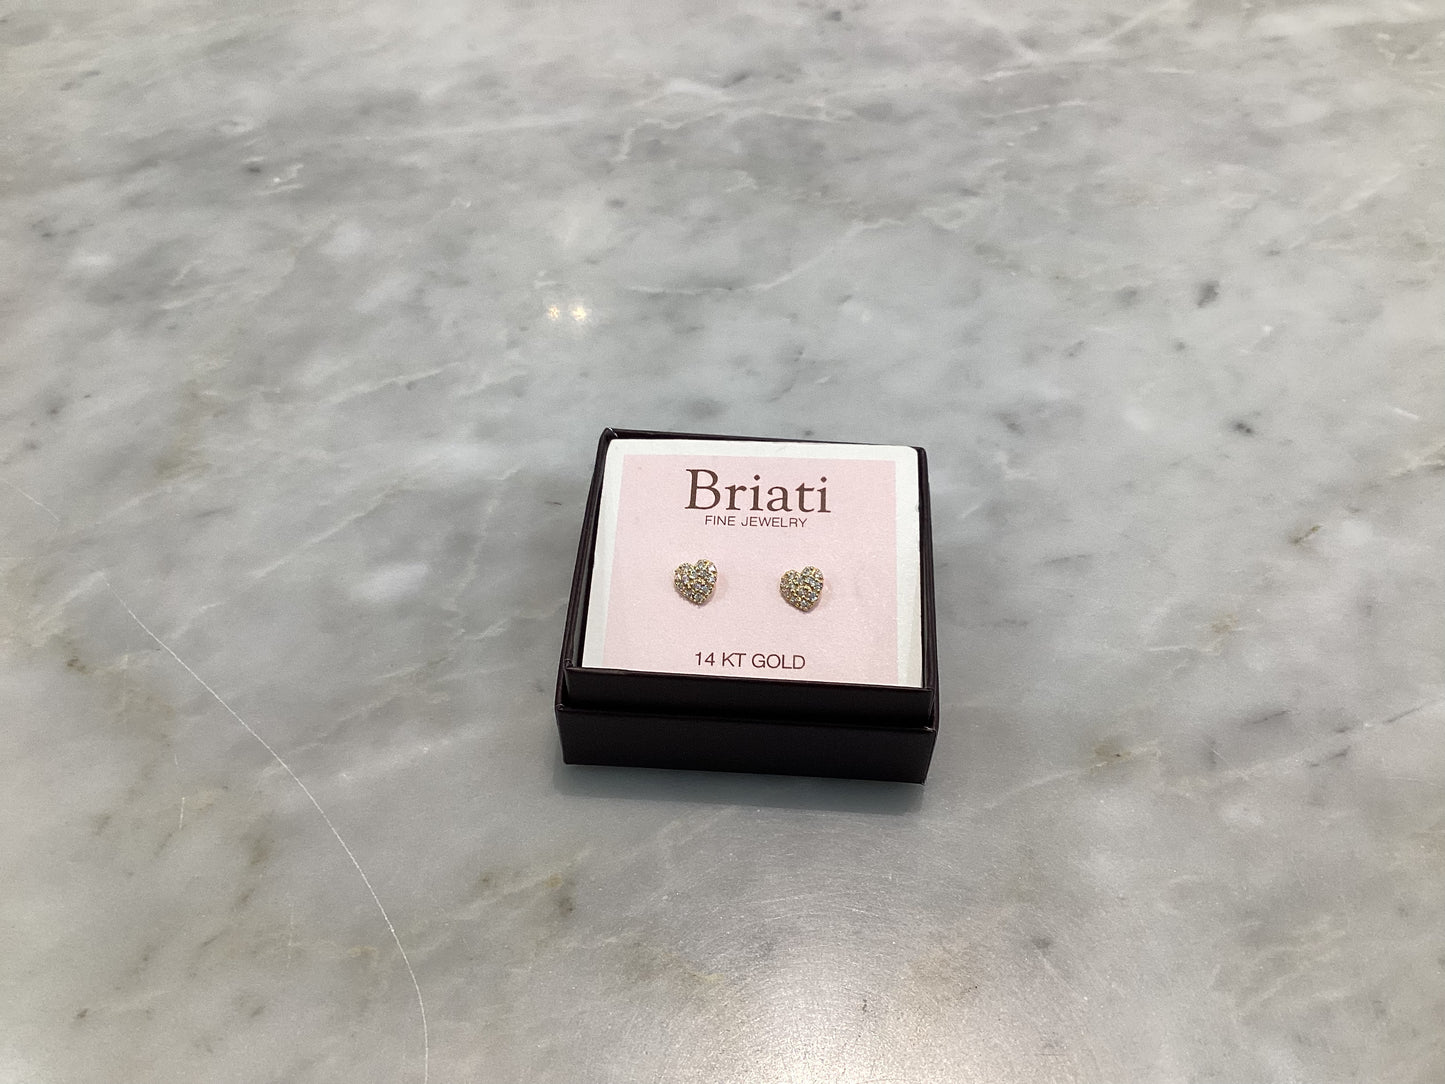 Briati
FINE JEWELRY
14 KT GOLD